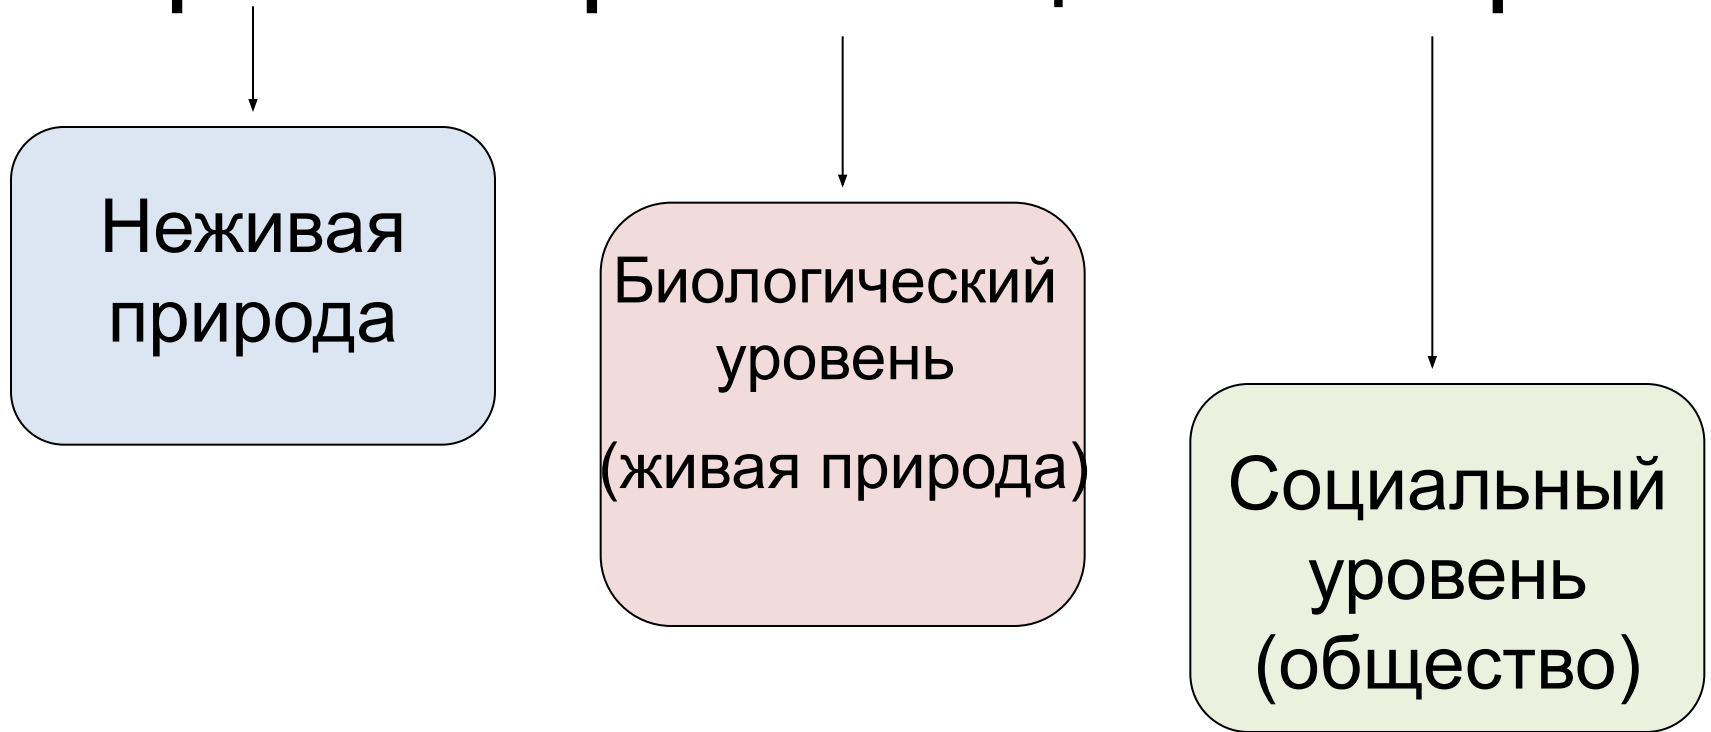 Неживая
природа
Биологический
уровень
(живая природа)
Социальный
уровень
(общество)